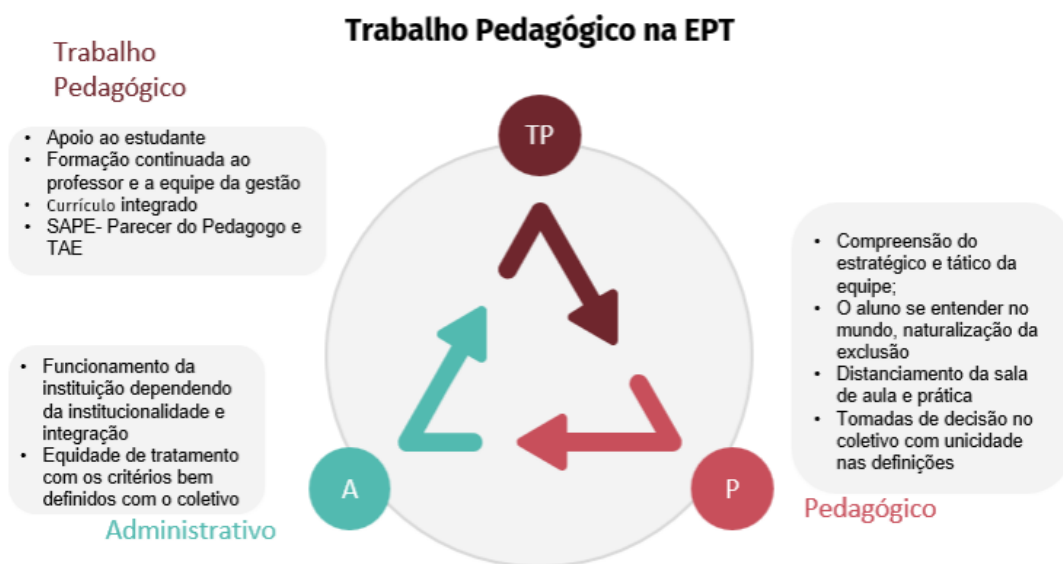 Trabalho Pedagógico na EPT
Trabalho
Pedagógico
• Apoio ao estudante
• Formação continuada ao
professor e a equipe da gestão
• Currículo integrado
• SAPE- Parecer do Pedagogo e
TAE
TP
• Compreensão do
estratégico e tático da
equipe;
• O aluno se entender no
mundo, naturalização da
exclusão
• Distanciamento da sala
de aula e prática
• Tomadas de decisão no
coletivo com unicidade
nas definições
• Funcionamento da
instituição dependendo
da institucionalidade e
integração
• Equidade de tratamento
com os critérios bem
definidos com o coletivo
A
P
Pedagógico
Administrativo